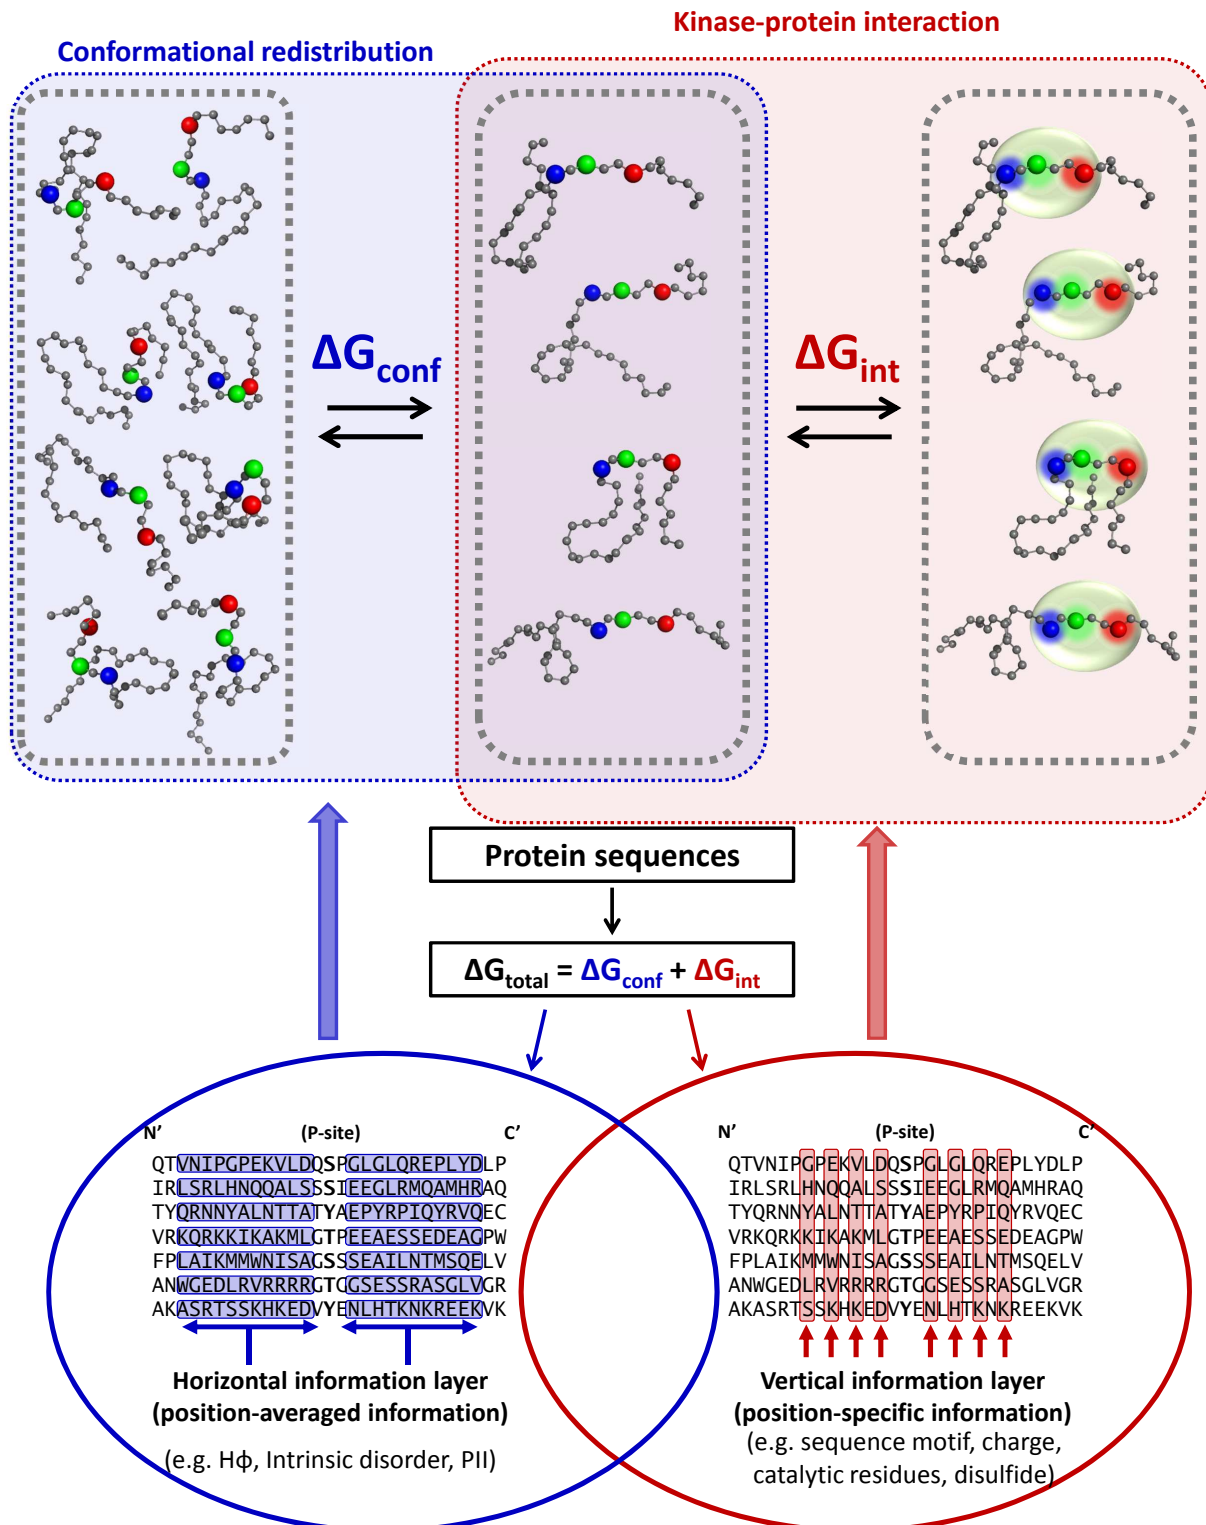 Kinase-protein interaction
Conformational redistribution
ΔGconf
ΔGint
Protein sequences
ΔGtotal = ΔGconf + ΔGint
N’ (P-site) C’
QTVNIPGPEKVLDQSPGLGLQREPLYDLP
IRLSRLHNQQALSSSIEEGLRMQAMHRAQ
TYQRNNYALNTTATYAEPYRPIQYRVQEC
VRKQRKKIKAKMLGTPEEAESSEDEAGPW
FPLAIKMMWNISAGSSSEAILNTMSQELV
ANWGEDLRVRRRRGTGGSESSRASGLVGR
AKASRTSSKHKEDVYENLHTKNKREEKVK
Horizontal information layer
(position-averaged information)
(e.g. Hϕ, Intrinsic disorder, PII)
N’ (P-site) C’
QTVNIPGPEKVLDQSPGLGLQREPLYDLP
IRLSRLHNQQALSSSIEEGLRMQAMHRAQ
TYQRNNYALNTTATYAEPYRPIQYRVQEC
VRKQRKKIKAKMLGTPEEAESSEDEAGPW
FPLAIKMMWNISAGSSSEAILNTMSQELV
ANWGEDLRVRRRRGTGGSESSRASGLVGR
AKASRTSSKHKEDVYENLHTKNKREEKVK
Vertical information layer
(position-specific information)
(e.g. sequence motif, charge,
catalytic residues, disulfide)